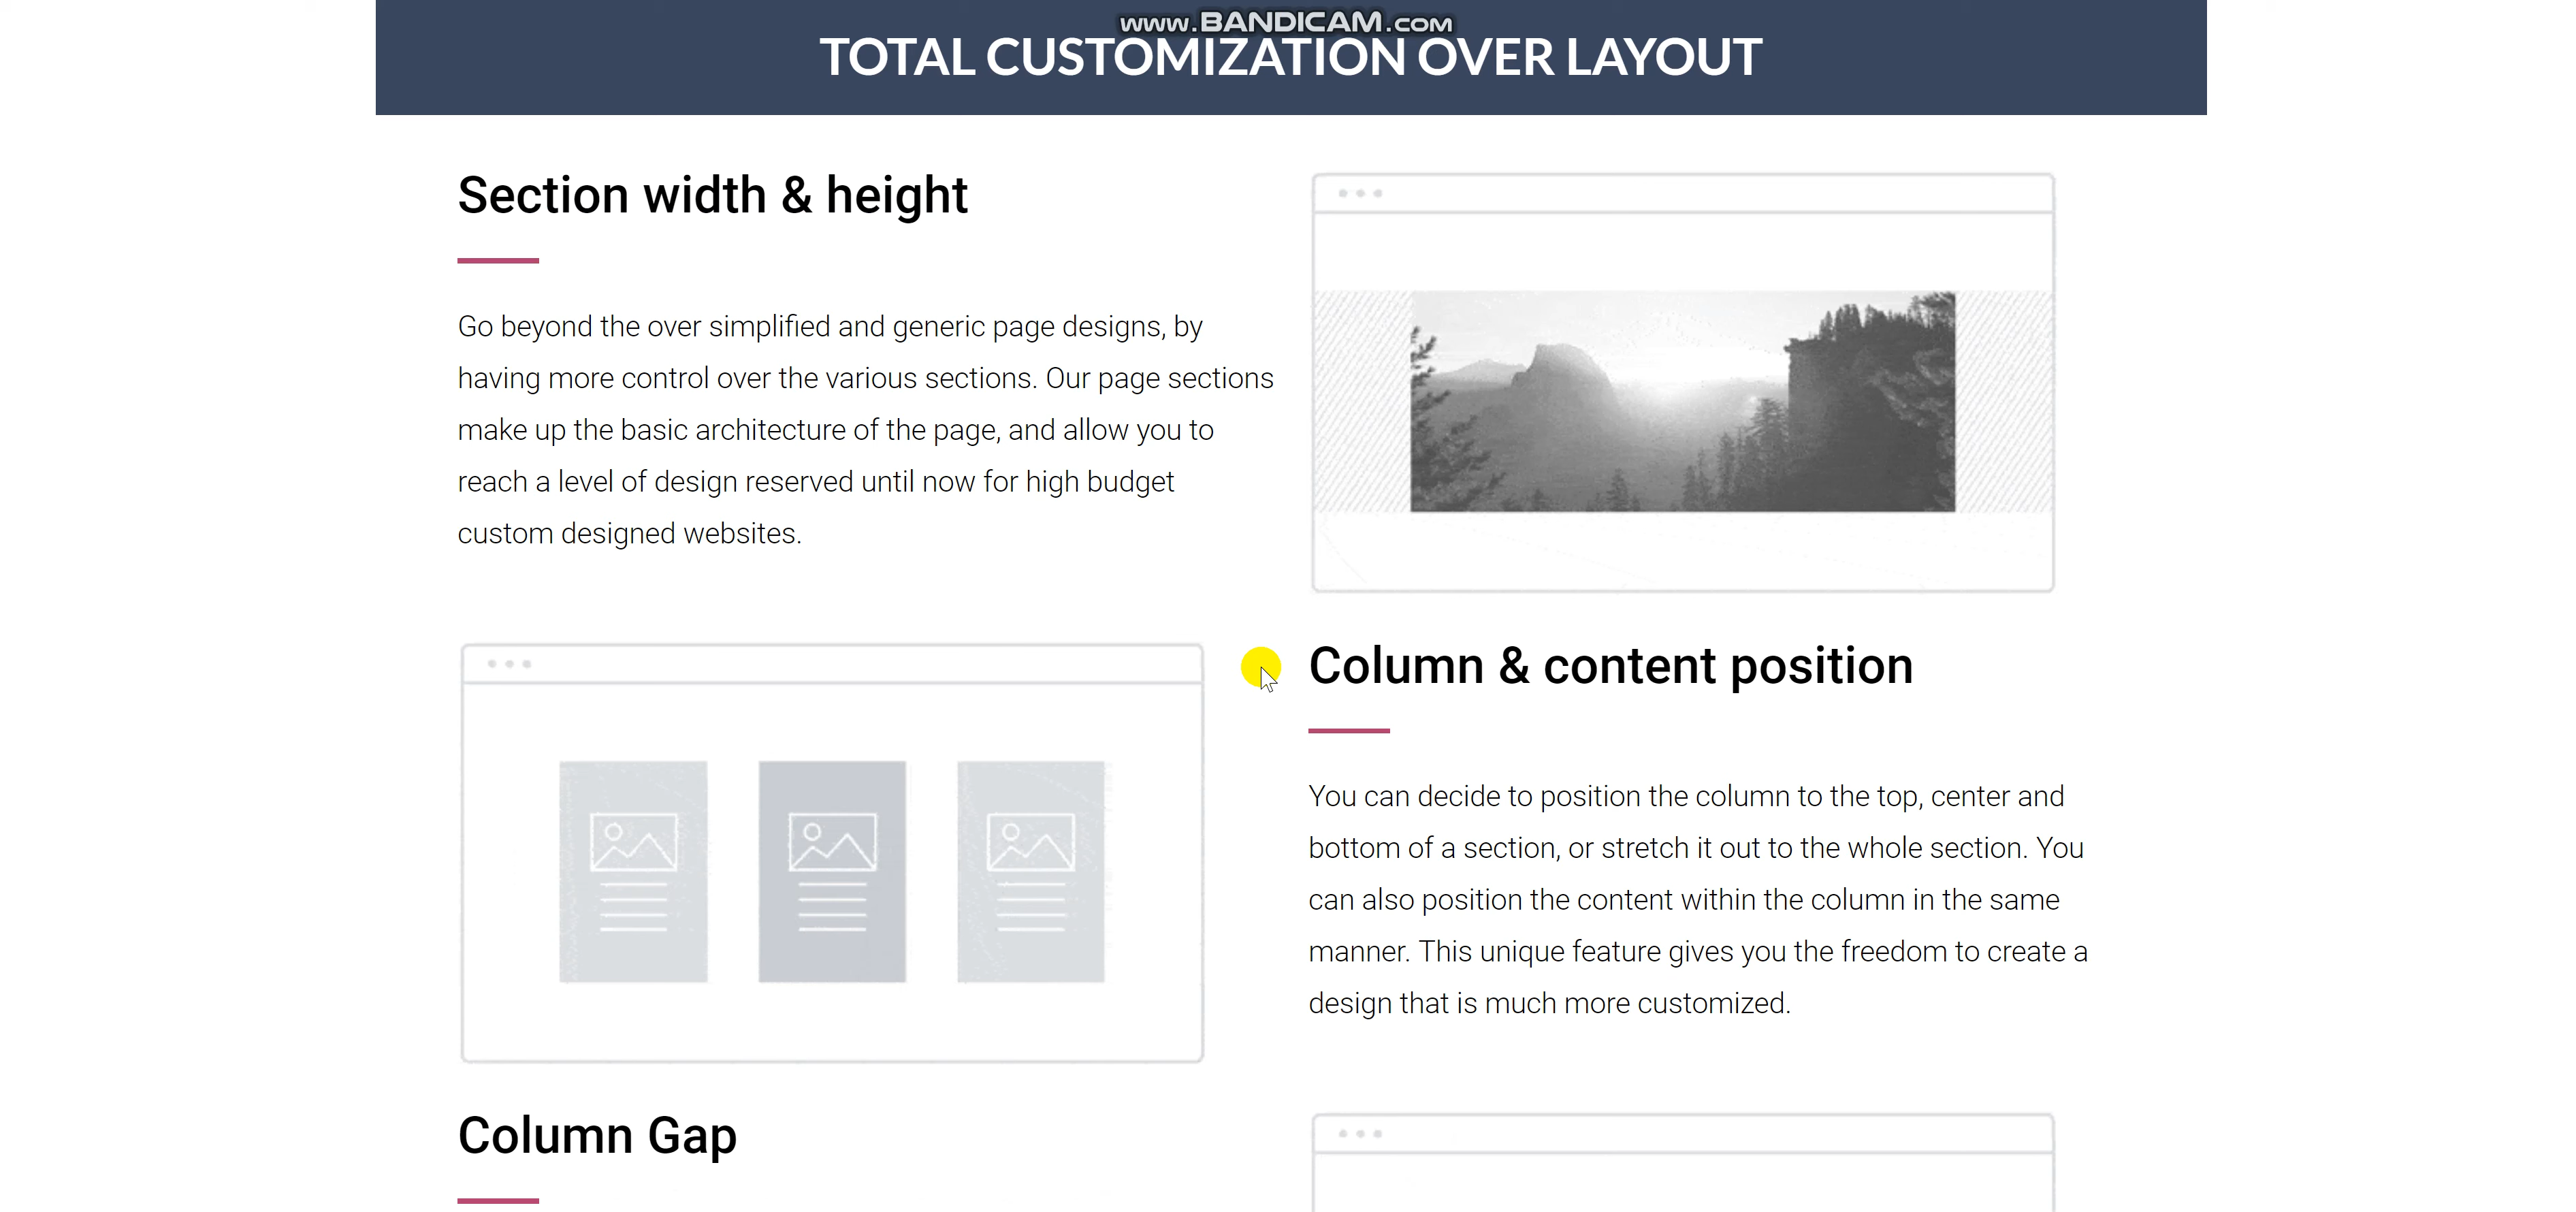 www.BANDICAM.com
TOTAL CUSTOMIZATION OVER LAYOUT
Section width & height
Go beyond the over simplified and generic page designs, by
having more control over the various sections. Our page sections
make up the basic architecture of the page, and allow you to
reach a level of design reserved until now for high budget
custom designed websites.
Column & content position
You can decide to position the column to the top, center and
bottom of a section, or stretch it out to the whole section. You
can also position the content within the column in the same
manner. This unique feature gives you the freedom to create a
design that is much more customized.
Column Gap